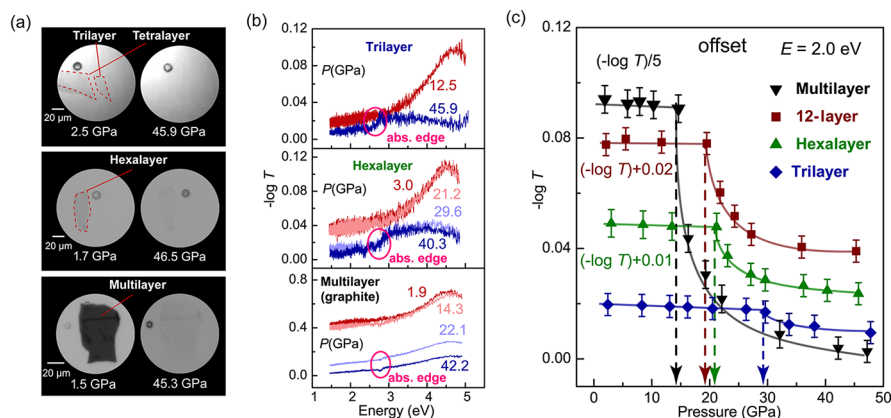 (a)
Trilayer
Tetralayer
20 μm
2.5 GPa
45.9 GPa
Hexalayer
20 μm
1.7 GPa
46.5 GPa
Multilayer
20 μm
1.5 GPa
45.3 GPa
(b)
Trilayer
P(GPa)
12.5
45.9
abs. edge
0.12
0.08
0.04
0.00
Hexalayer
P(GPa)
3.0
21.2
29.6
40.3
abs. edge
0.12
0.08
0.04
0.00
-log T
Multilayer
(graphite)
1.9
14.3
P(GPa)
22.1
abs. edge
42.2
0.8
0.4
0.0
2 3 4 5
Energy (eV)
(c)
offset
E = 2.0 eV
(-log T)/5
Multilayer
12-layer
Hexalayer
Trilayer
(-log T)+0.02
(-log T)+0.01
0.12
0.08
0.04
0.00
-log T
0 10 20 30 40 50
Pressure (GPa)